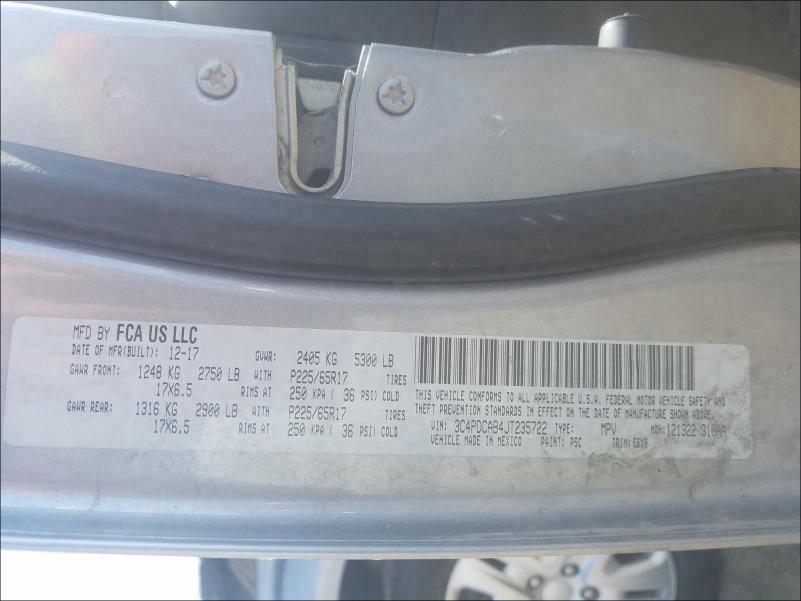 MFD BY FCA US LLC
DATE OF MFR(BUILT): 12-17 GVWR: 2405 KG 5300 LB
GAWR FRONT: 1248 KG 2750 LB WITH P225/65R17 TIRES
17X6.5 RIMS AT 250 KPA ( 36 PSI) COLD
GAWR REAR: 1316 KG 2900 LB WITH P225/65R17 TIRES
17X6.5 RIMS AT 250 KPA ( 36 PSI) COLD
THIS VEHICLE CONFORMS TO ALL APPLICABLE U.S.A. FEDERAL MOTOR VEHICLE SAFETY AND
THEFT PREVENTION STANDARDS IN EFFECT ON THE DATE OF MANUFACTURE SHOWN ABOVE.
VIN: 3C4PDCAB4JT235722 TYPE: MPV MDH: 121322
VEHICLE MADE IN MEXICO PAINT: PSC TRIM: